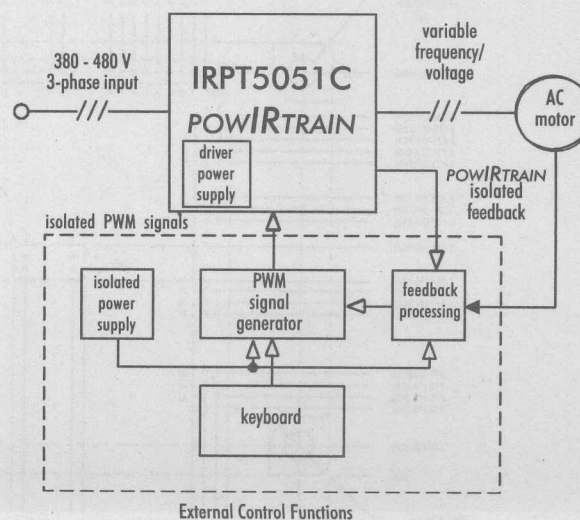 380 - 480 V
3-phase input
IRPT5051C
POWIRTRAIN
driver
power
supply
variable
frequency/
voltage
AC
motor
POWIRTRAIN
isolated
feedback
isolated PWM signals
isolated
power
supply
PWM
signal
generator
feedback
processing
keyboard
External Control Functions